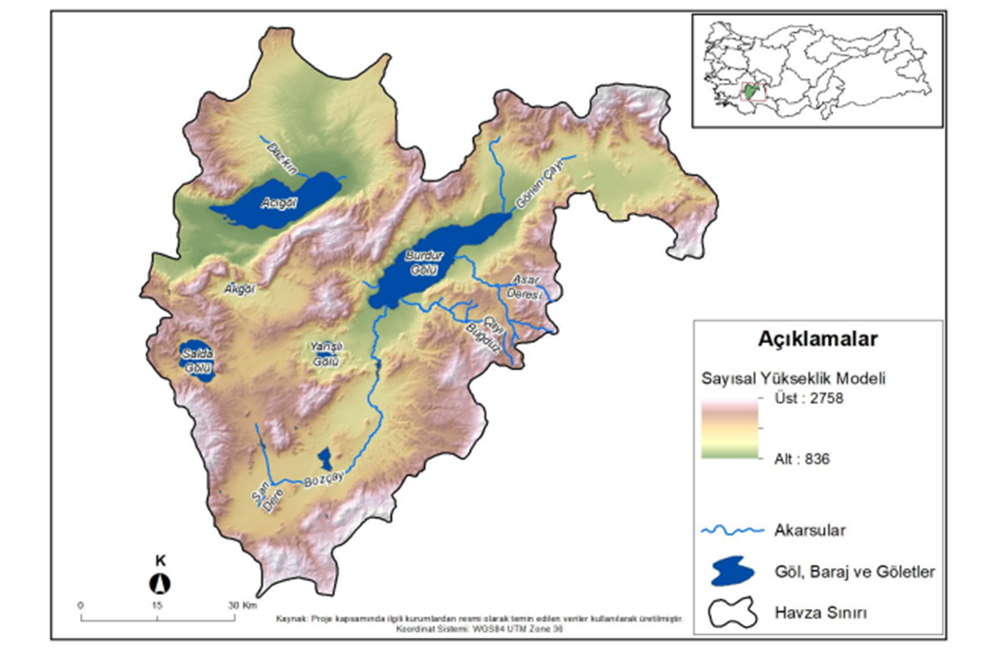 Dazkırı
Acıgöl
Gönen Çayı
Burdur
Gölü
Akgöl
Asar
Deresi
Çayı
Büğdüz
Salda
Gölü
Yarışlı
Gölü
Bozçay
Sarı
Dere
Açıklamalar
Sayısal Yükseklik Modeli
Üst : 2758
Alt : 836
Akarsular
Göl, Baraj ve Göletler
Havza Sınırı
K
0 15 30 Km
Kaynak: Proje kapsamında ilgili kurumlardan resmi olarak temin edilen veriler kullanılarak üretilmiştir.
Koordinat Sistemi: WGS84 UTM Zone 36